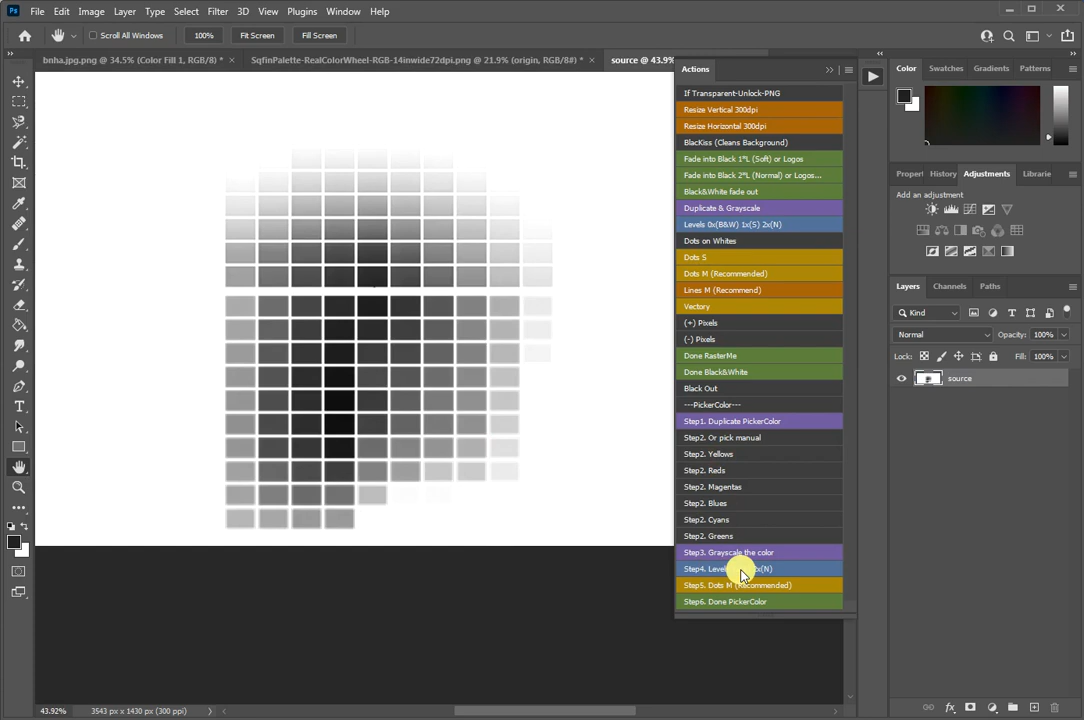 Ps File Edit Image Layer Type Select Filter 3D View Plugins Window Help
Scroll All Windows 100% Fit Screen Fill Screen
bnha.jpg.png @ 34.5% (Color Fill 1, RGB/8) * SqfinPalette-RealColorWheel-RGB-14inwide72dpi.png @ 21.9% (origin, RGB/8#) * source @ 43.9%
Actions
If Transparent-Unlock-PNG
Resize Vertical 300dpi
Resize Horizontal 300dpi
BlacKiss (Cleans Background)
Fade into Black 1*L (Soft) or Logos
Fade into Black 2*L (Normal) or Logos...
Black&White fade out
Duplicate & Grayscale
Levels 0x(B&W) 1x(S) 2x(N)
Dots on Whites
Dots S
Dots M (Recommended)
Lines M (Recommend)
Vectory
(+) Pixels
(-) Pixels
Done RasterMe
Done Black&White
Black Out
---PickerColor---
Step1. Duplicate PickerColor
Step2. Or pick manual
Step2. Yellows
Step2. Reds
Step2. Magentas
Step2. Blues
Step2. Cyans
Step2. Greens
Step3. Grayscale the color
Step4. Level 2x(N)
Step5. Dots M (Recommended)
Step6. Done PickerColor
Color Swatches Gradients Patterns
Propert History Adjustments Librarie
Add an adjustment
Layers Channels Paths
Kind
Normal Opacity: 100%
Lock: Fill: 100%
source
43.92% 3543 px x 1430 px (300 ppi)